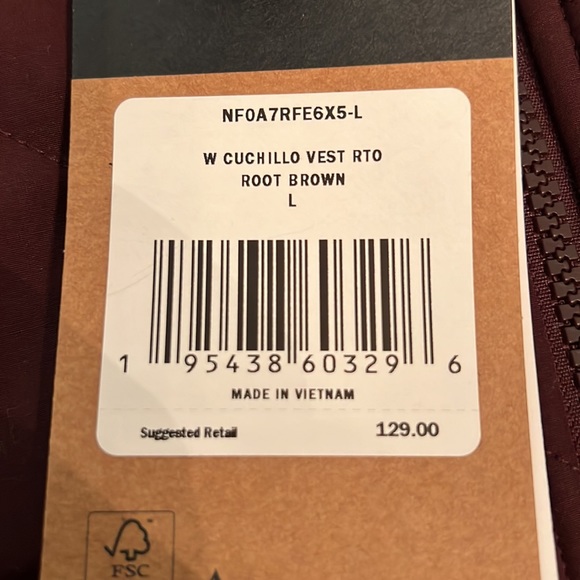 NF0A7RFE6X5-L
W CUCHILLO VEST RTO
ROOT BROWN
L
1 95438 60329 6
MADE IN VIETNAM
Suggested Retail 129.00
FSC